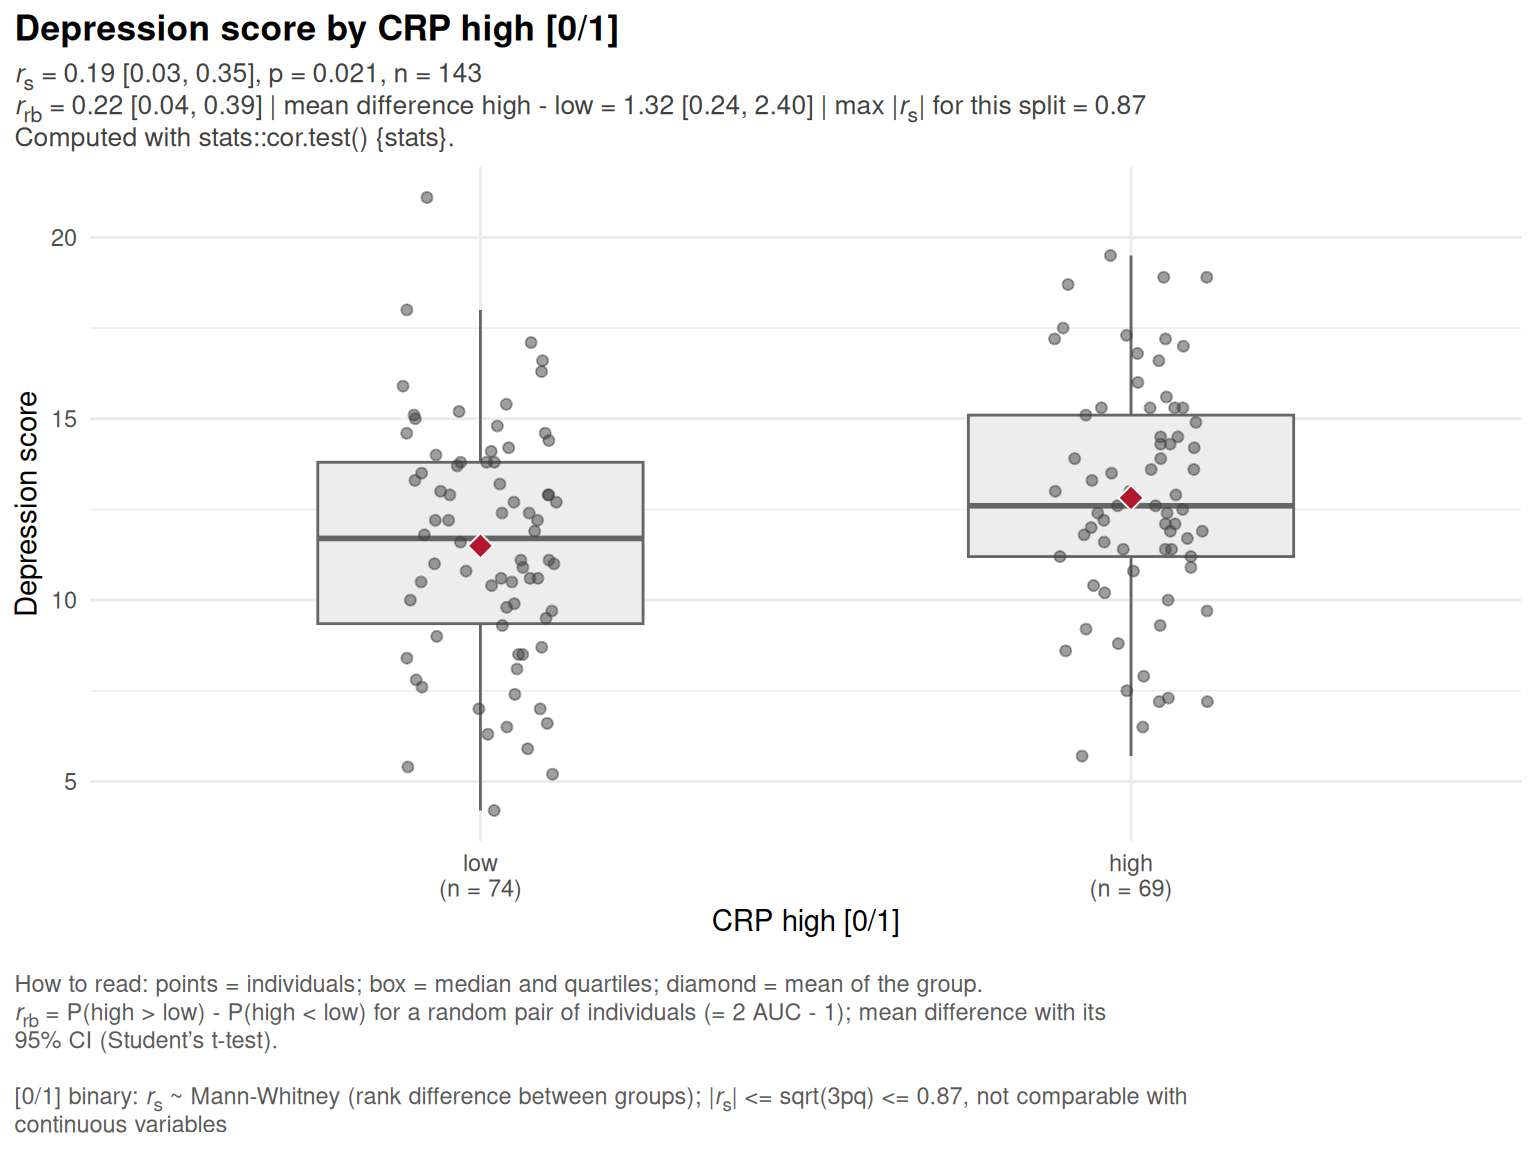 Depression score by CRP high [0/1]
rs = 0.19 [0.03, 0.35], p = 0.021, n = 143
rrb = 0.22 [0.04, 0.39] | mean difference high - low = 1.32 [0.24, 2.40] | max |rs| for this split = 0.87
Computed with stats::cor.test() {stats}.
20
15
10
5
Depression score
low
(n = 74)
high
(n = 69)
CRP high [0/1]
How to read: points = individuals; box = median and quartiles; diamond = mean of the group.
rrb = P(high > low) - P(high < low) for a random pair of individuals (= 2 AUC - 1); mean difference with its
95% CI (Student's t-test).
[0/1] binary: rs ~ Mann-Whitney (rank difference between groups); |rs| <= sqrt(3pq) <= 0.87, not comparable with
continuous variables